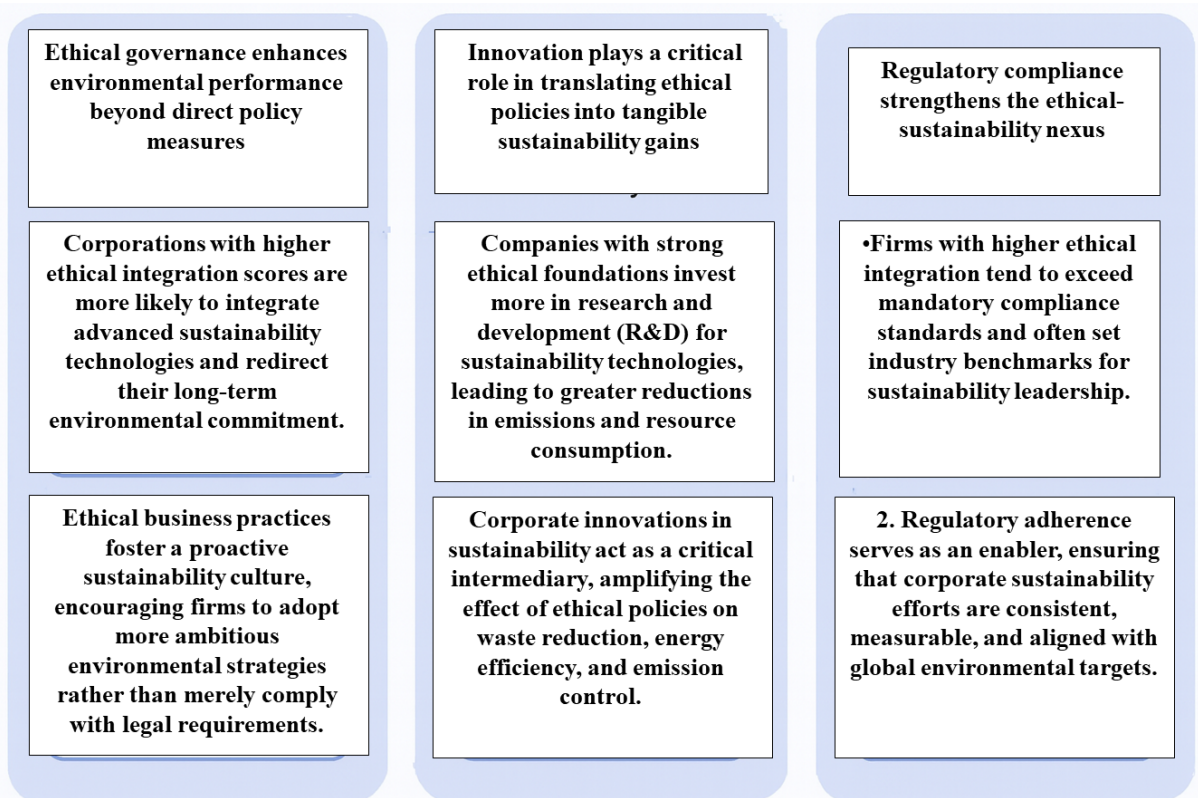 Ethical governance enhances
environmental performance
beyond direct policy
measures
Corporations with higher
ethical integration scores are
more likely to integrate
advanced sustainability
technologies and redirect
their long-term
environmental commitment.
Ethical business practices
foster a proactive
sustainability culture,
encouraging firms to adopt
more ambitious
environmental strategies
rather than merely comply
with legal requirements.
Innovation plays a critical
role in translating ethical
policies into tangible
sustainability gains
Companies with strong
ethical foundations invest
more in research and
development (R&D) for
sustainability technologies,
leading to greater reductions
in emissions and resource
consumption.
Corporate innovations in
sustainability act as a critical
intermediary, amplifying the
effect of ethical policies on
waste reduction, energy
efficiency, and emission
control.
Regulatory compliance
strengthens the ethical-
sustainability nexus
•Firms with higher ethical
integration tend to exceed
mandatory compliance
standards and often set
industry benchmarks for
sustainability leadership.
2. Regulatory adherence
serves as an enabler, ensuring
that corporate sustainability
efforts are consistent,
measurable, and aligned with
global environmental targets.